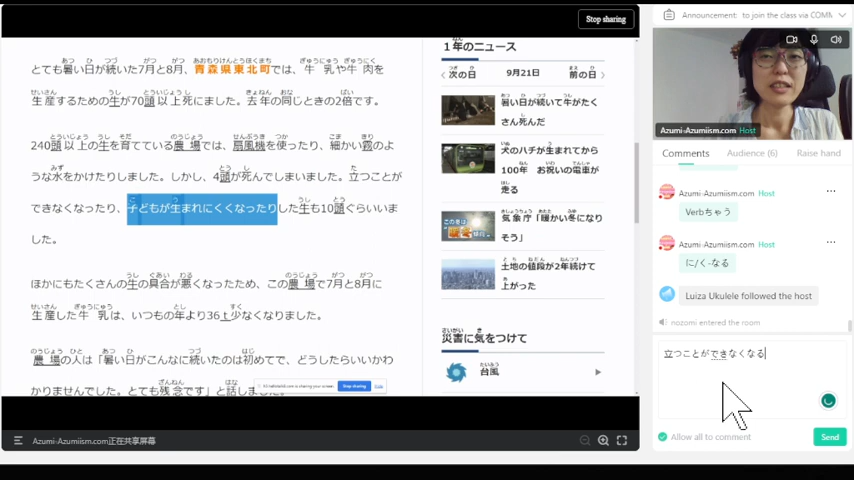 Stop sharing
Announcement: to join the class via COMM
とても暑い日が続いた7月と8月、青森県東北町では、牛乳や牛肉を
生産するための牛が70頭以上死にました。去年の同じときの2倍です。
240頭以上の牛を育てている農場では、扇風機を使ったり、細かい霧のよ
うな水をかけたりしました。しかし、4頭が死んでしまいました。立つことが
できなくなったり、子どもが生まれにくくなったりした牛も10頭ぐらいいま
した。
ほかにもたくさんの牛の具合が悪くなったため、この農場で7月と8月に
生産した牛乳は、いつもの年より36t少なくなりました。
農場の人は「暑い日がこんなに続いたのは初めてで、どうしたらいいかわ
かりませんでした。とても残念です」と話しました。
Stop sharing
Hide
1年のニュース
次の日
9月21日
前の日
暑い日が続いて牛がたく
さん死んだ
犬のハチが生まれてから
100年 お祝いの電車が
走る
気象庁「暖かい冬になり
そう」
土地の値段が2年続けて
上がった
災害に気をつけて
台風
Azumi-Azumiism.com正在共享屏幕
Azumi-Azumiism.com Host
Comments
Audience (6)
Raise hand
Azumi-Azumiism.com Host
Verbちゃう
Azumi-Azumiism.com Host
に/く-なる
Luiza Ukulele followed the host
nozomi entered the room
立つことができなくなる
Allow all to comment
Send